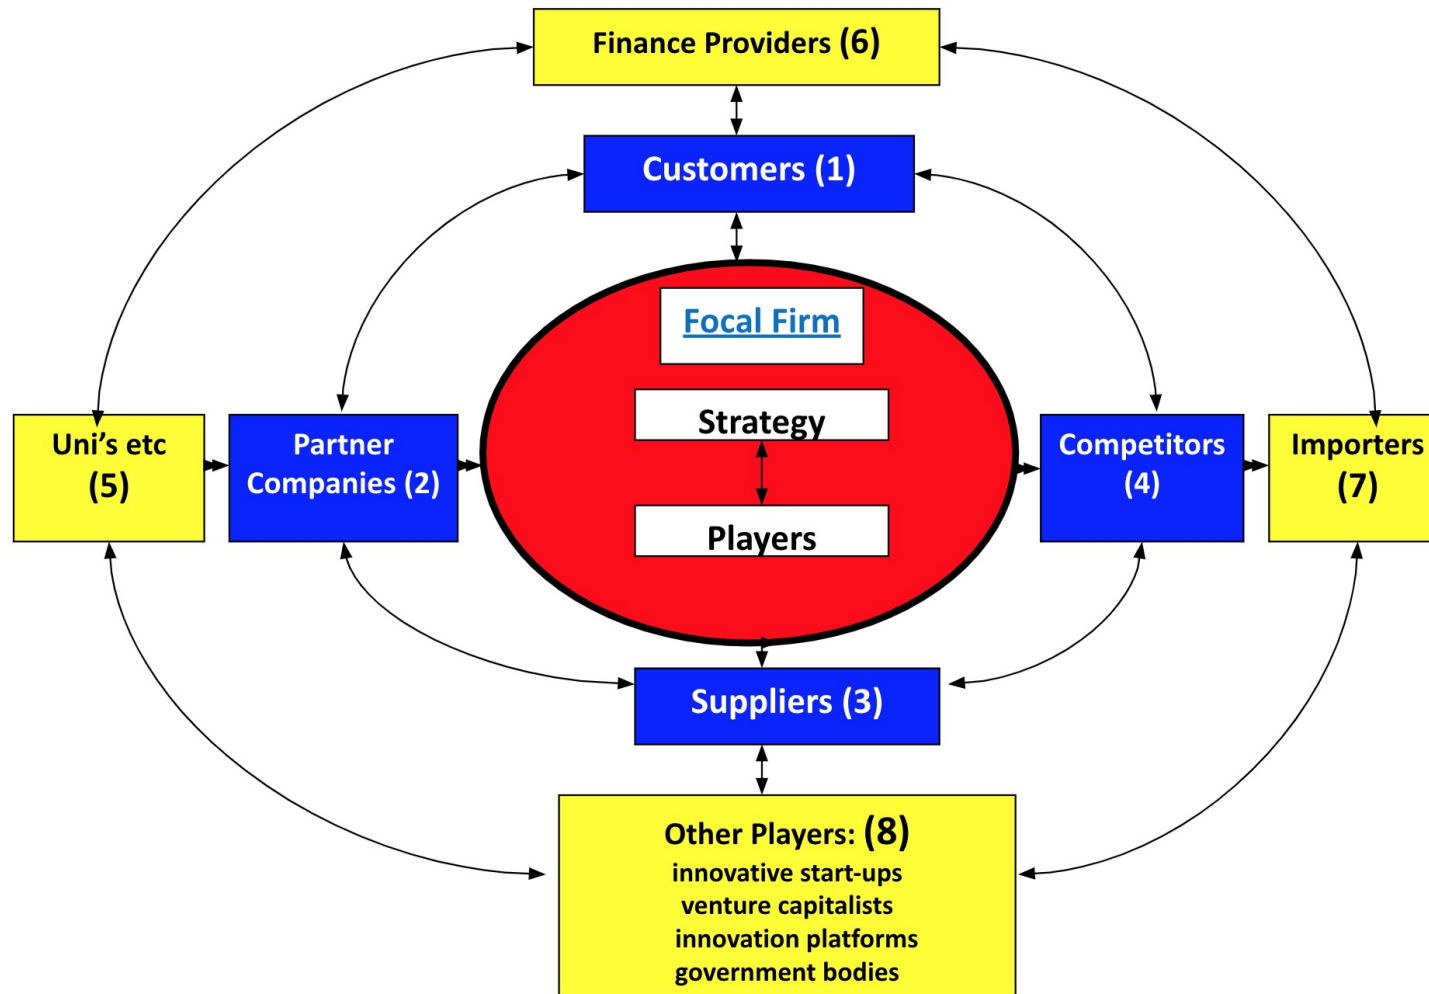 Finance Providers (6)
Customers (1)
Focal Firm
Strategy
Players
Uni's etc
(5)
Partner
Companies (2)
Competitors
(4)
Importers
(7)
Suppliers (3)
Other Players: (8)
innovative start-ups
venture capitalists
innovation platforms
government bodies